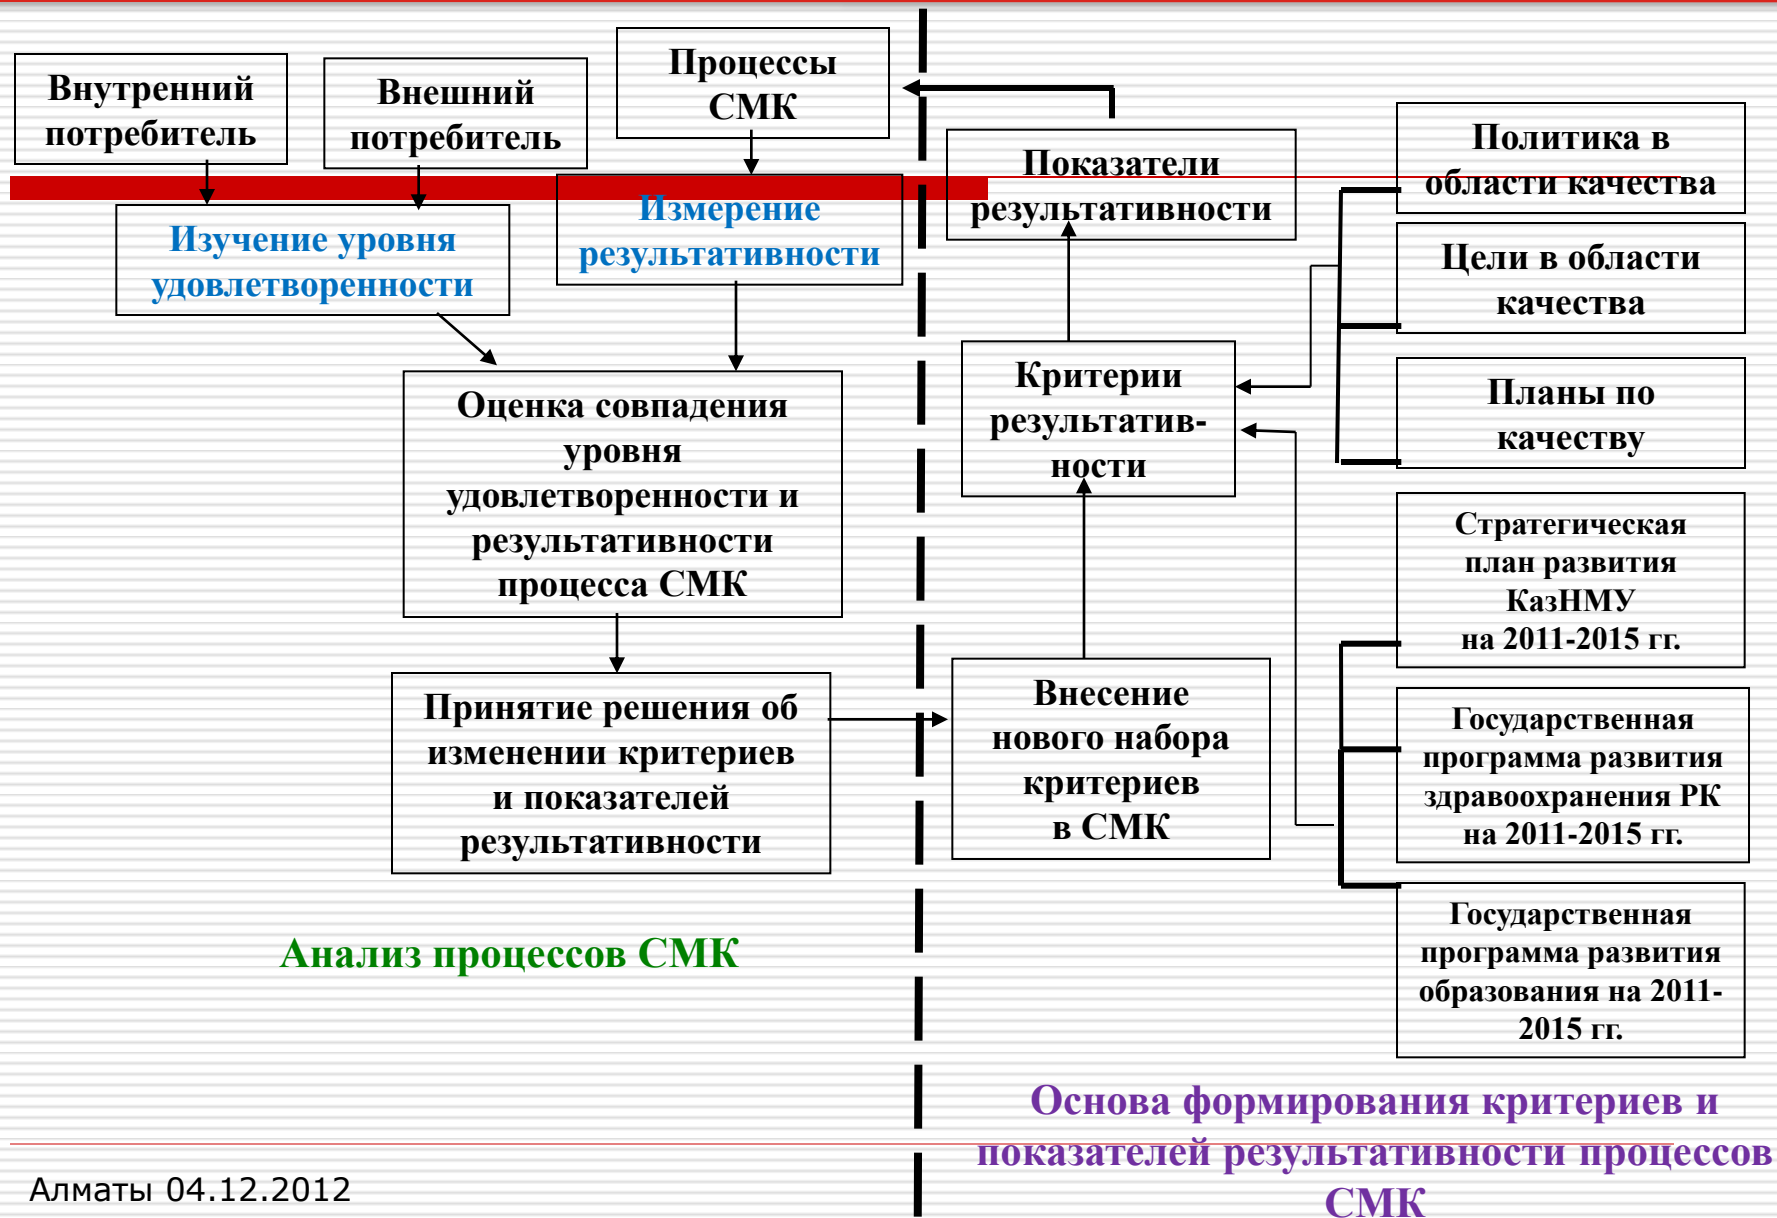 Внутренний
потребитель
Внешний
потребитель
Процессы
СМК
Изучение уровня
удовлетворенности
Измерение
результативности
Оценка совпадения
уровня
удовлетворенности и
результативности
процесса СМК
Принятие решения об
изменении критериев
и показателей
результативности
Анализ процессов СМК
Показатели
результативности
Критерии
результатив-
ности
Внесение
нового набора
критериев
в СМК
Политика в
области качества
Цели в области
качества
Планы по
качеству
Стратегическая
план развития
КазНМУ
на 2011-2015 гг.
Государственная
программа развития
здравоохранения РК
на 2011-2015 гг.
Государственная
программа развития
образования на 2011-
2015 гг.
Основа формирования критериев и
показателей результативности процессов
СМК
Алматы 04.12.2012